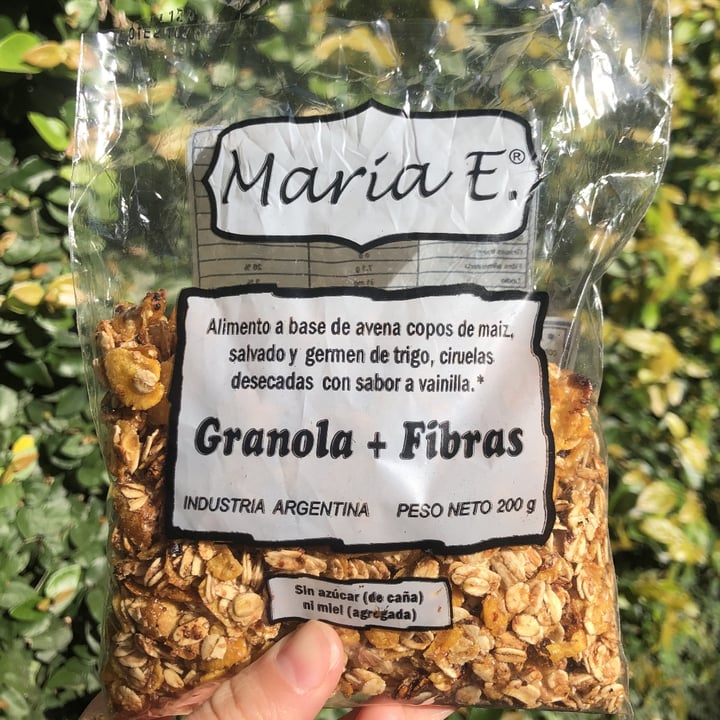 María E.®
Alimento a base de avena copos de maiz,
salvado y germen de trigo, ciruelas
desecadas con sabor a vainilla.*
Granola + Fibras
INDUSTRIA ARGENTINA PESO NETO 200 g
Sin azúcar (de caña)
ni miel (agregada)